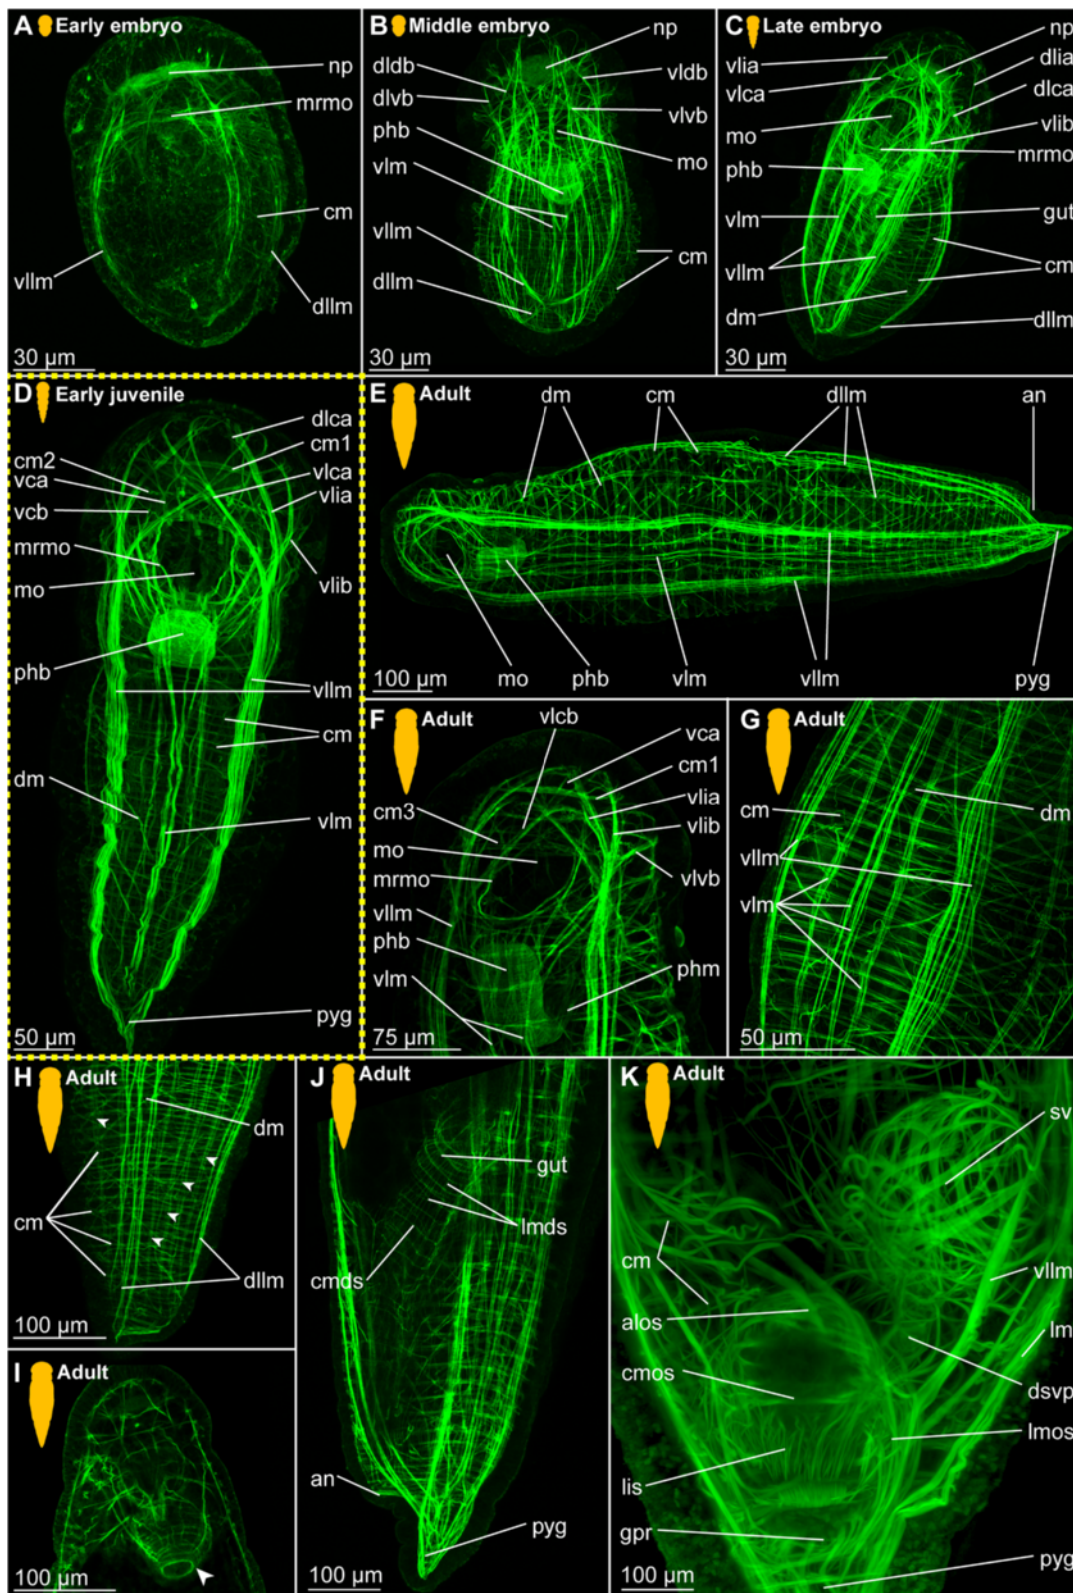 A Early embryo
np
mrmo
cm
vllm
dllm
30 µm
B Middle embryo
np
dldb
vldb
dlvb
vlvb
phb
mo
vlm
vllm
cm
dllm
30 µm
C Late embryo
np
vlia
dlia
vlca
dlca
mo
vlib
mrmo
phb
vlm
gut
vllm
cm
dm
dllm
30 µm
D Early juvenile
dlca
cm1
cm2
vca
vlca
vcb
vlia
mrmo
mo
vlib
phb
vllm
cm
dm
vlm
pyg
50 µm
E Adult
dm
cm
dllm
an
100 µm
mo
phb
vlm
vllm
pyg
F Adult
vlcb
vca
cm1
vlia
cm3
vlib
mo
mrmo
vlvb
vllm
phb
phm
vlm
75 µm
G Adult
cm
dm
vllm
vlm
50 µm
H Adult
dm
cm
dllm
100 µm
I Adult
100 µm
J Adult
gut
lmds
cmds
an
pyg
100 µm
K Adult
sv
cm
vllm
alos
lm
cmos
dsvp
lmos
lis
gpr
pyg
100 µm